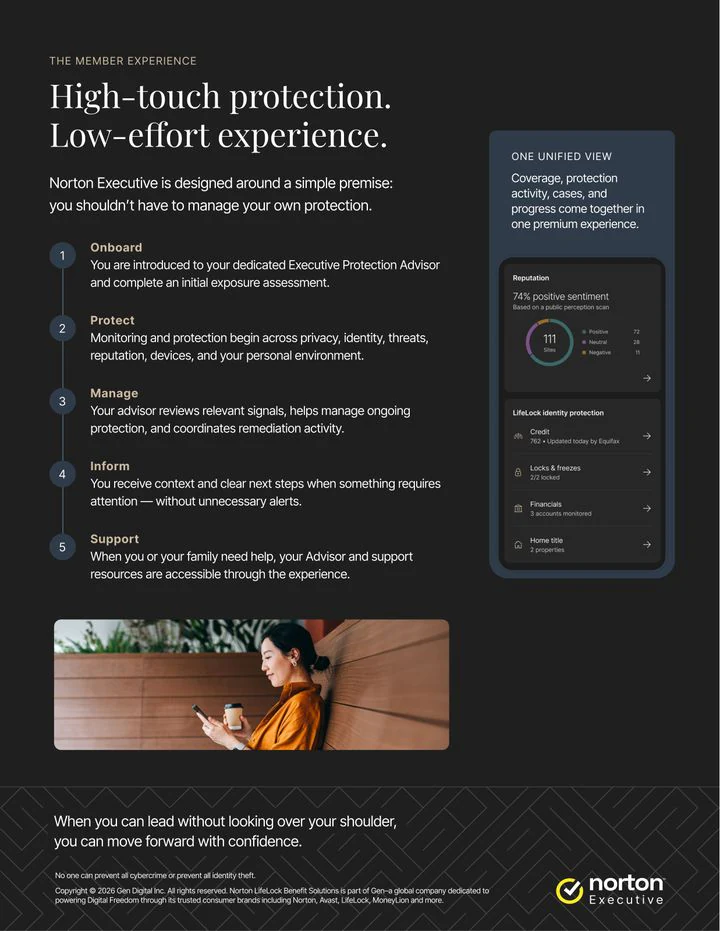 THE MEMBER EXPERIENCE
High-touch protection.
Low-effort experience.
Norton Executive is designed around a simple premise:
you shouldn’t have to manage your own protection.
1
Onboard
You are introduced to your dedicated Executive Protection Advisor
and complete an initial exposure assessment.
2
Protect
Monitoring and protection begin across privacy, identity, threats,
reputation, devices, and your personal environment.
3
Manage
Your advisor reviews relevant signals, helps manage ongoing
protection, and coordinates remediation activity.
4
Inform
You receive context and clear next steps when something requires
attention — without unnecessary alerts.
5
Support
When you or your family need help, your Advisor and support
resources are accessible through the experience.
ONE UNIFIED VIEW
Coverage, protection
activity, cases, and
progress come together in
one premium experience.
Reputation
74% positive sentiment
Based on a public perception scan
111
Sites
Positive 72
Neutral 28
Negative 11
LifeLock identity protection
Credit
762 • Updated today by Equifax
Locks & freezes
2/2 locked
Financials
3 accounts monitored
Home title
2 properties
When you can lead without looking over your shoulder,
you can move forward with confidence.
No one can prevent all cybercrime or prevent all identity theft.
Copyright © 2026 Gen Digital Inc. All rights reserved. Norton LifeLock Benefit Solutions is part of Gen–a global company dedicated to
powering Digital Freedom through its trusted consumer brands including Norton, Avast, LifeLock, MoneyLion and more.
norton
Executive